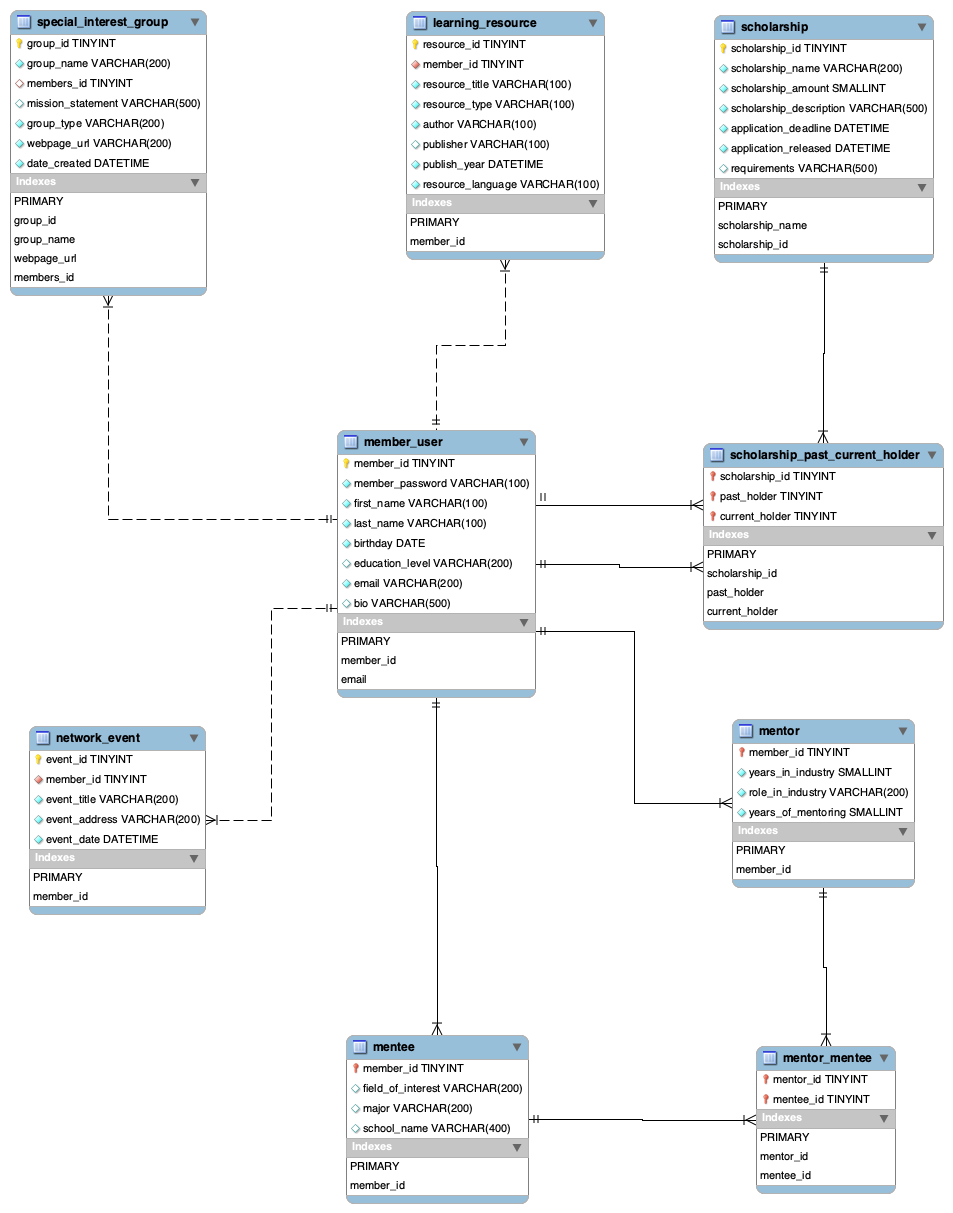 special_interest_group
group_id TINYINT
group_name VARCHAR(200)
members_id TINYINT
mission_statement VARCHAR(500)
group_type VARCHAR(200)
webpage_url VARCHAR(200)
date_created DATETIME
Indexes
PRIMARY
group_id
group_name
webpage_url
members_id
learning_resource
resource_id TINYINT
member_id TINYINT
resource_title VARCHAR(100)
resource_type VARCHAR(100)
author VARCHAR(100)
publisher VARCHAR(100)
publish_year DATETIME
resource_language VARCHAR(100)
Indexes
PRIMARY
member_id
scholarship
scholarship_id TINYINT
scholarship_name VARCHAR(200)
scholarship_amount SMALLINT
scholarship_description VARCHAR(500)
application_deadline DATETIME
application_released DATETIME
requirements VARCHAR(500)
Indexes
PRIMARY
scholarship_name
scholarship_id
member_user
member_id TINYINT
member_password VARCHAR(100)
first_name VARCHAR(100)
last_name VARCHAR(100)
birthday DATE
education_level VARCHAR(200)
email VARCHAR(200)
bio VARCHAR(500)
Indexes
PRIMARY
member_id
email
scholarship_past_current_holder
scholarship_id TINYINT
past_holder TINYINT
current_holder TINYINT
Indexes
PRIMARY
scholarship_id
past_holder
current_holder
network_event
event_id TINYINT
member_id TINYINT
event_title VARCHAR(200)
event_address VARCHAR(200)
event_date DATETIME
Indexes
PRIMARY
member_id
mentor
member_id TINYINT
years_in_industry SMALLINT
role_in_industry VARCHAR(200)
years_of_mentoring SMALLINT
Indexes
PRIMARY
member_id
mentee
member_id TINYINT
field_of_interest VARCHAR(200)
major VARCHAR(200)
school_name VARCHAR(400)
Indexes
PRIMARY
member_id
mentor_mentee
mentor_id TINYINT
mentee_id TINYINT
Indexes
PRIMARY
mentor_id
mentee_id